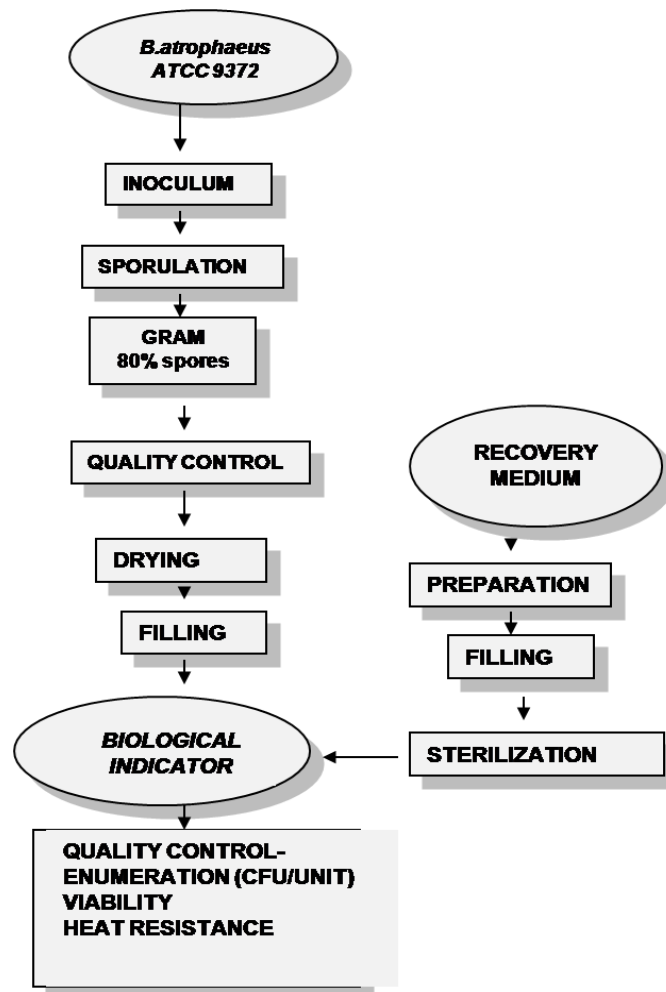 B.atrophaeus
ATCC 9372
INOCULUM
SPORULATION
GRAM
80% spores
QUALITY CONTROL
DRYING
FILLING
BIOLOGICAL
INDICATOR
QUALITY CONTROL-
ENUMERATION (CFU/UNIT)
VIABILITY
HEAT RESISTANCE
RECOVERY
MEDIUM
PREPARATION
FILLING
STERILIZATION